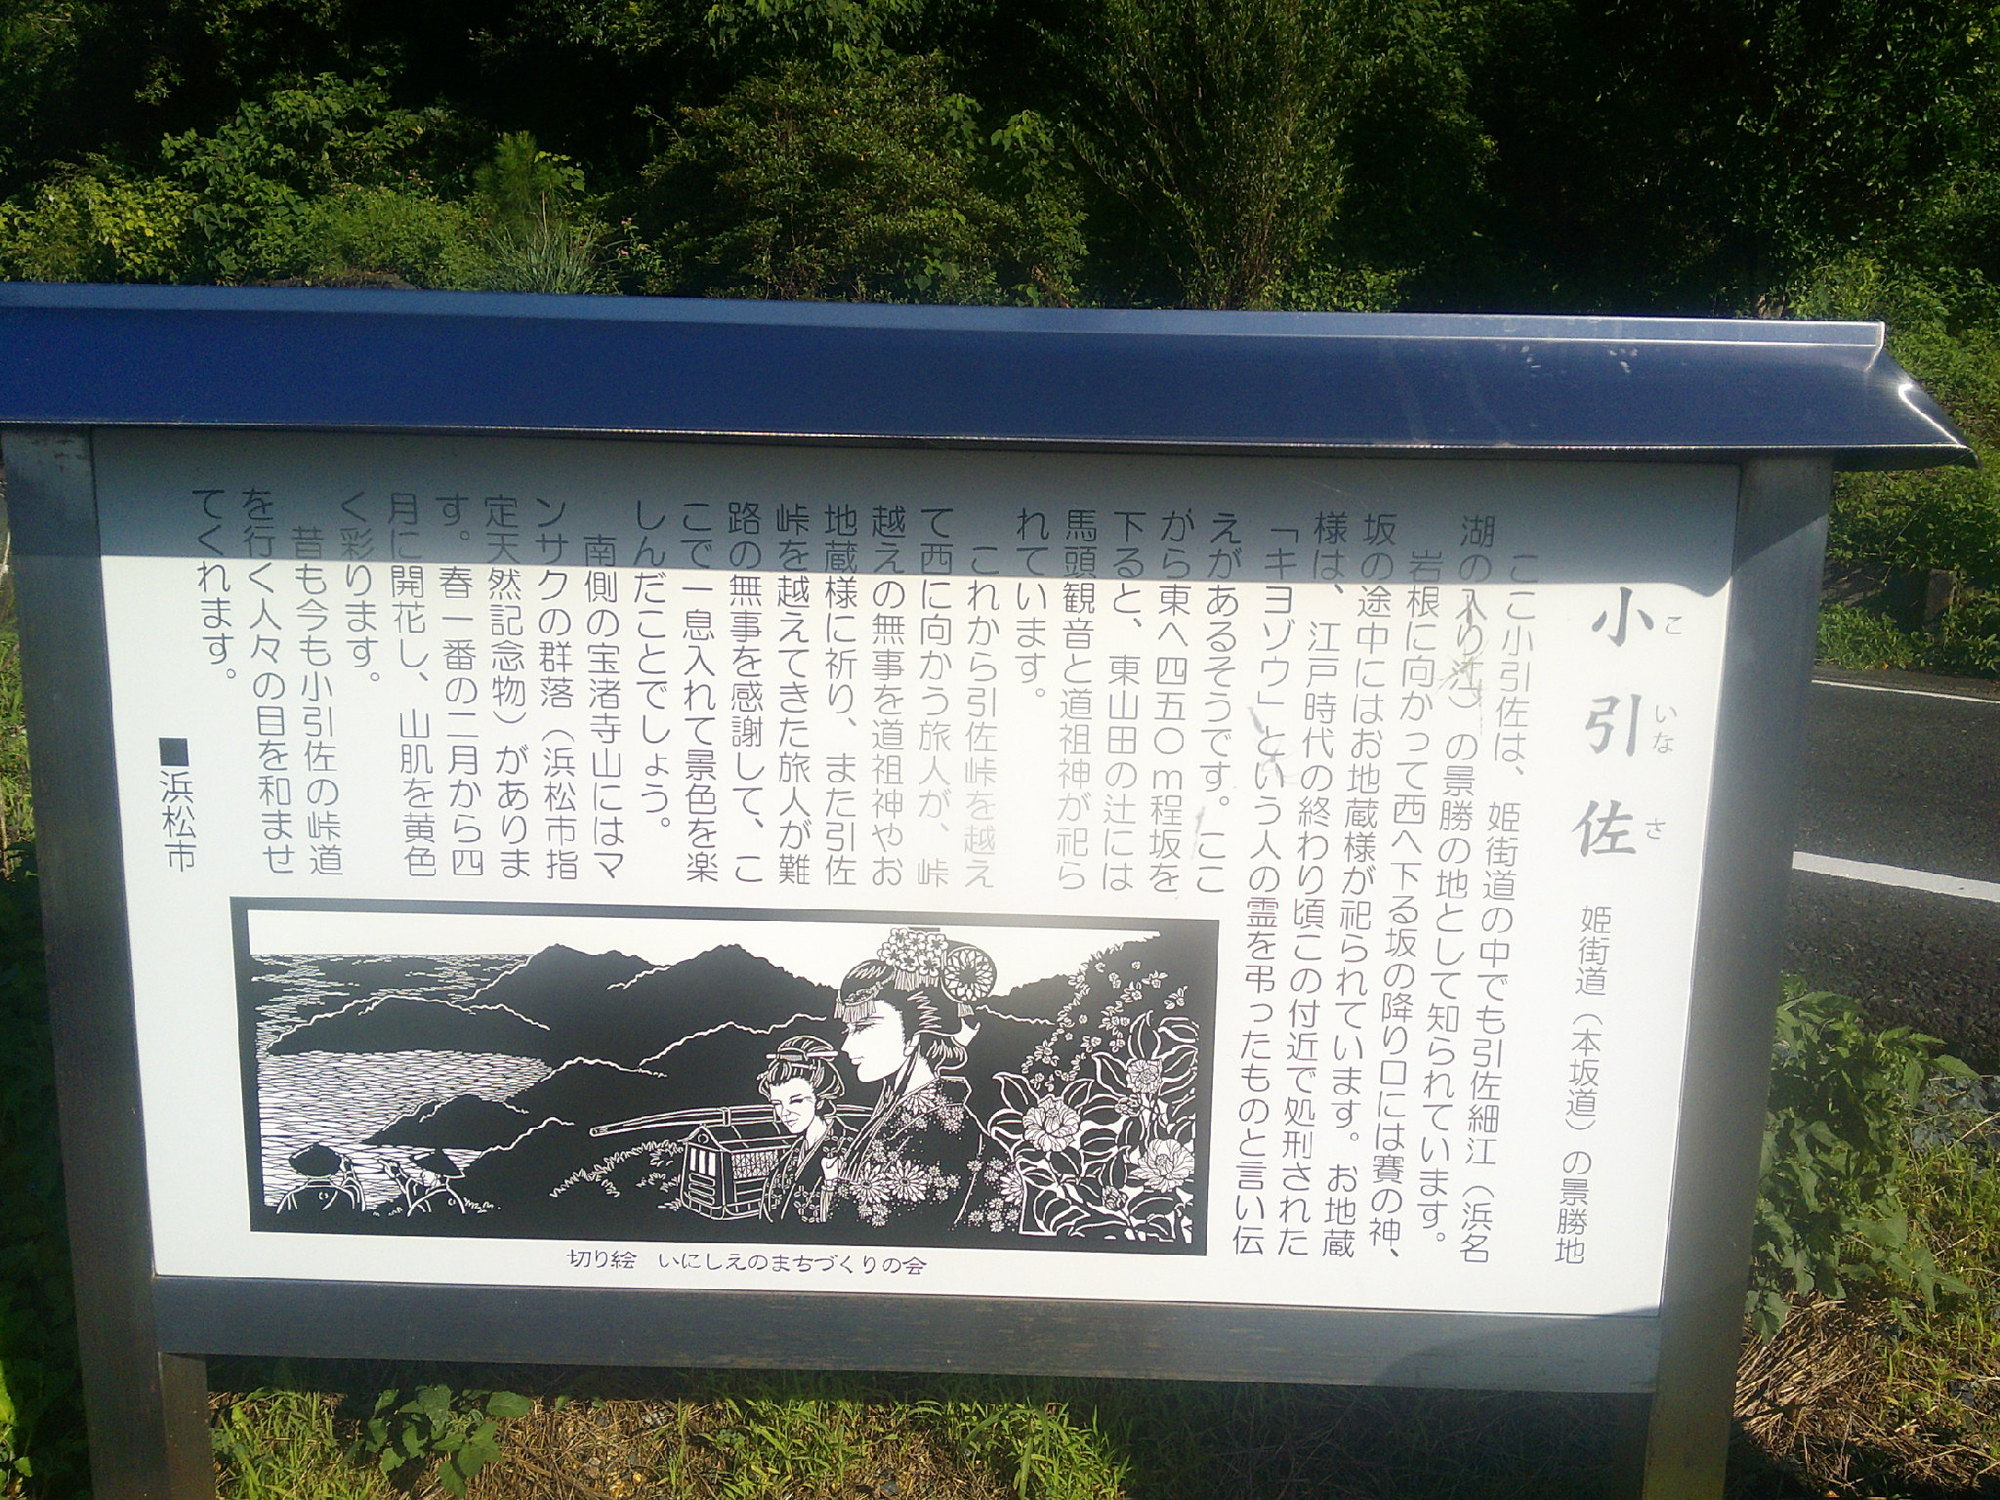 小引佐
こ いな さ
姫街道（本坂道）の景勝地
ここ小引佐は、姫街道の中でも引佐細江（浜名
湖の入り江）の景勝の地として知られています。
岩根に向かって西へ下る坂の降り口には賽の神、
坂の途中にはお地蔵様が祀られています。お地蔵
様は、江戸時代の終わり頃この付近で処刑された
「キヨゾウ」という人の霊を弔ったものと言い伝
えがあるそうです。ここ
から東へ四五〇ｍ程坂を
下ると、東山田の辻には
馬頭観音と道祖神が祀ら
れています。
これから引佐峠を越え
て西に向かう旅人が、峠
越えの無事を道祖神やお
地蔵様に祈り、また引佐
峠を越えてきた旅人が難
路の無事を感謝して、こ
こで一息入れて景色を楽
しんだことでしょう。
南側の宝渚寺山にはマ
ンサクの群落（浜松市指
定天然記念物）がありま
す。春一番の二月から四
月に開花し、山肌を黄色
く彩ります。
昔も今も小引佐の峠道
を行く人々の目を和ませ
てくれます。
■浜松市
切り絵 いにしえのまちづくりの会